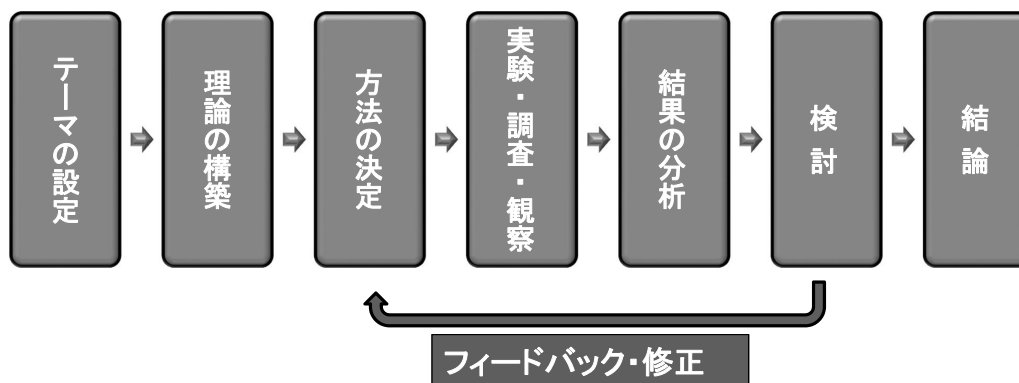 テーマの設定
理論の構築
方法の決定
実験・調査・観察
結果の分析
検討
結論
フィードバック・修正